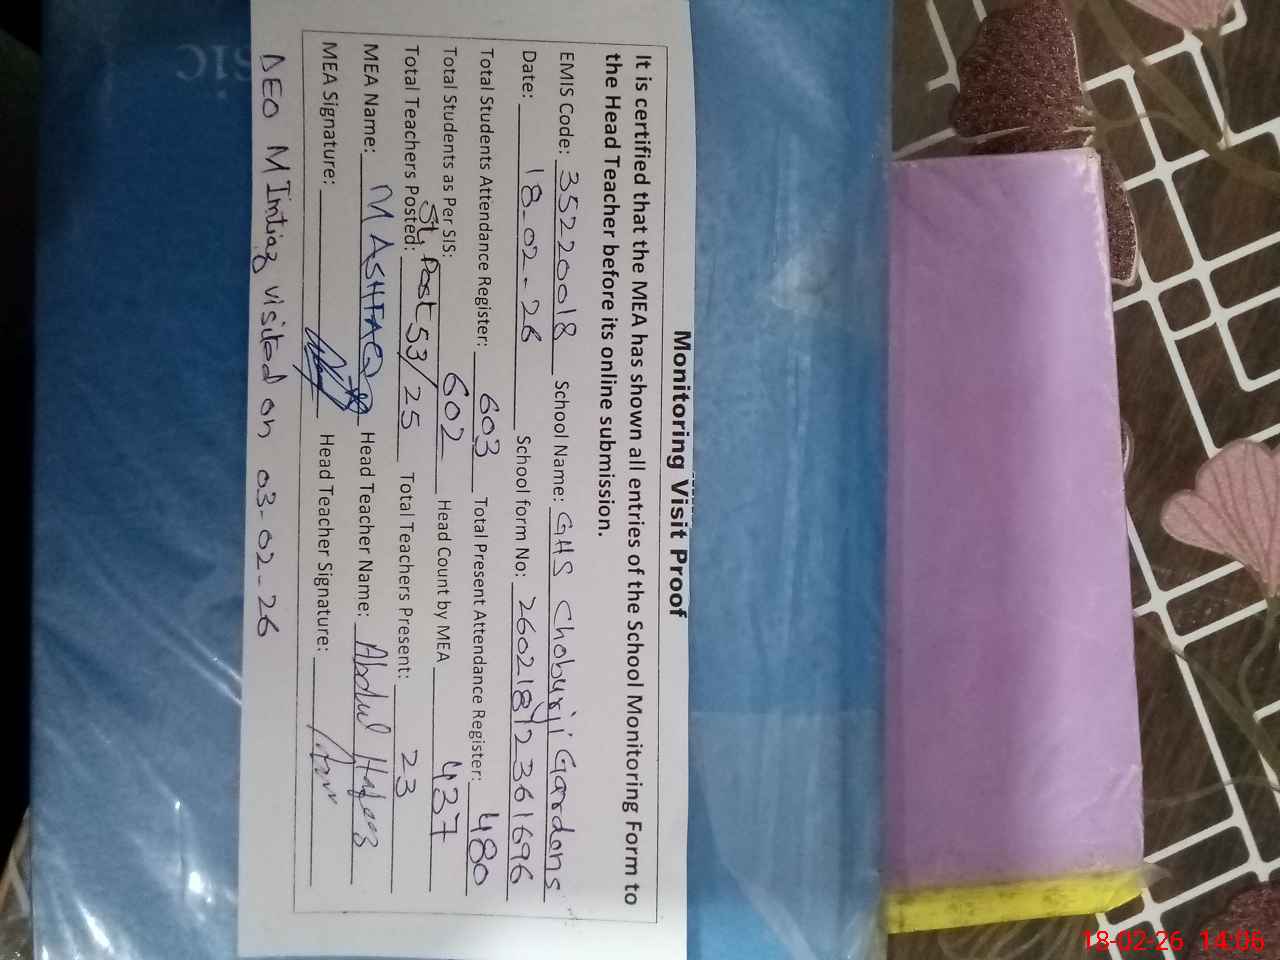 Monitoring Visit Proof
It is certified that the MEA has shown all entries of the School Monitoring Form to
the Head Teacher before its online submission.
EMIS Code: 35220018 School Name: GHS Choburji Gardens
Date: 18-02-26 School form No: 26021812361696
Total Students Attendance Register: 603 Total Present Attendance Register: 480
Total Students as Per SIS: 602 Head Count by MEA 437
Total Teachers Posted: St, Post 53/25 Total Teachers Present: 23
MEA Name: M ASHFAQ Head Teacher Name: Abdul Hafeez
MEA Signature: Head Teacher Signature:
DEO M Imtiaz visited on 03-02-26
18-02-26 14:06